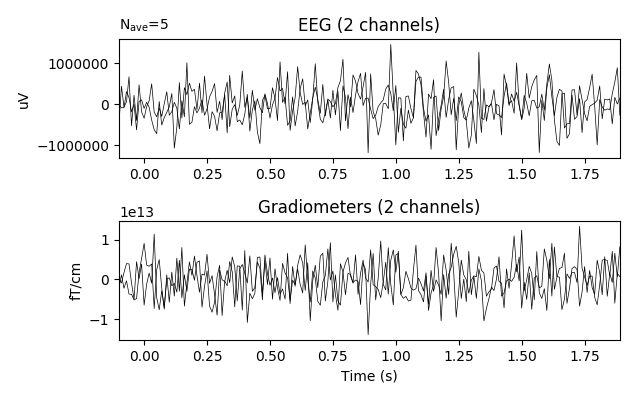 Nave=5
EEG (2 channels)
1000000
0
−1000000
uV
0.00 0.25 0.50 0.75 1.00 1.25 1.50 1.75
1e13
Gradiometers (2 channels)
1
0
−1
fT/cm
0.00 0.25 0.50 0.75 1.00 1.25 1.50 1.75
Time (s)